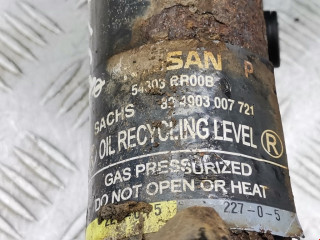 SAN P
54303 RR00B
SACHS 83 4903 007 721
OIL RECYCLING LEVEL ®
GAS PRESSURIZED
DO NOT OPEN OR HEAT
227-0-5